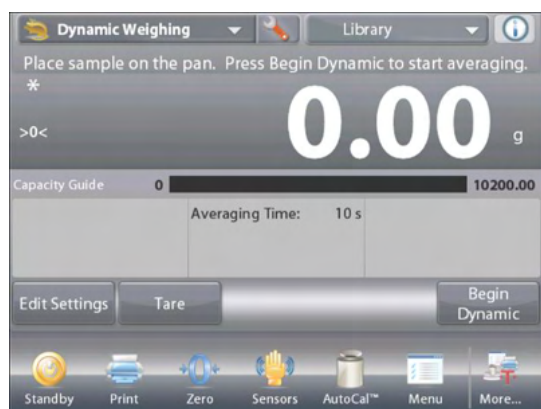 Dynamic Weighing Library
Place sample on the pan. Press Begin Dynamic to start averaging.
*
>0<
0.00 g
Capacity Guide 0 10200.00
Averaging Time: 10 s
Edit Settings Tare Begin Dynamic
Standby Print Zero Sensors AutoCal™ Menu More...